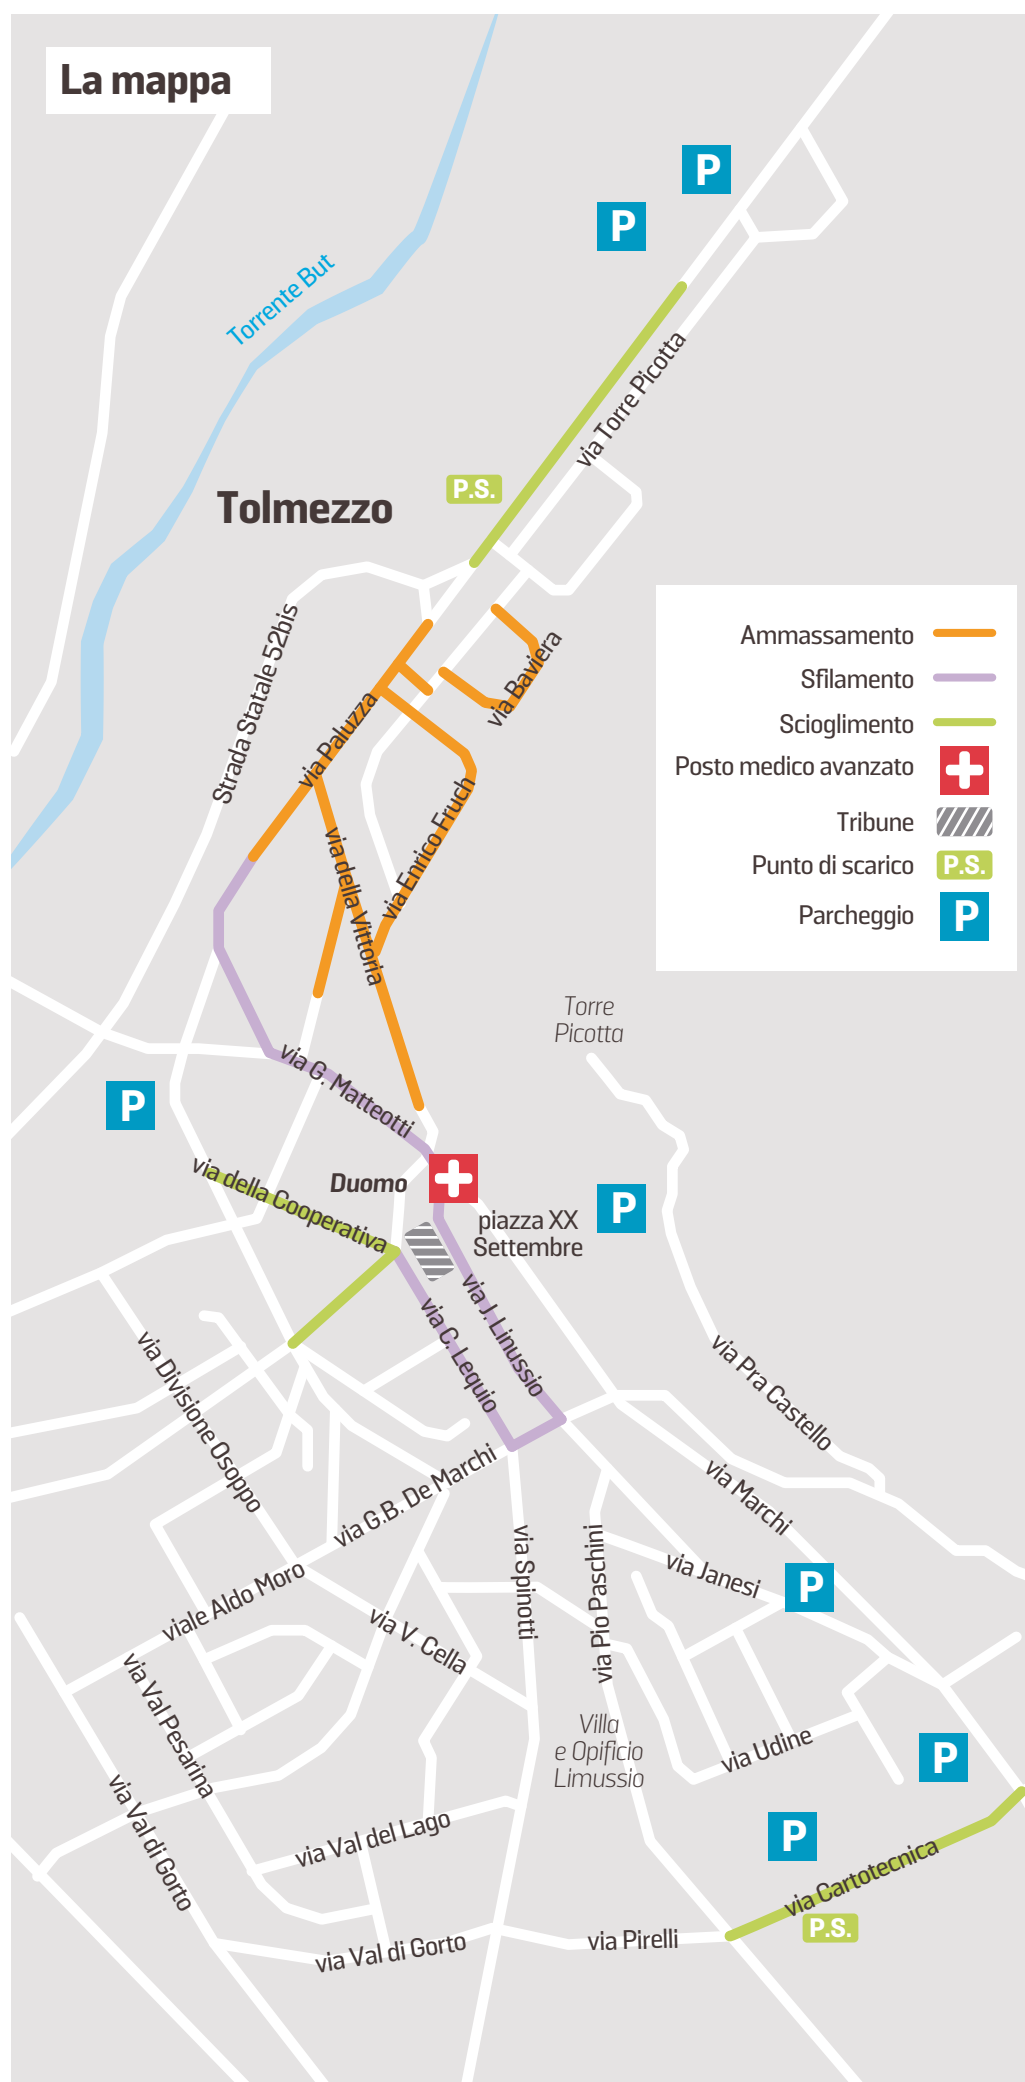 La mappa
P
P
Torrente But
via Torre Picotta
P.S.
Tolmezzo
Strada Statale 52bis
via Baviera
via Paluzza
via Enrico Fruch
via della Vittoria
Ammassamento
Sfilamento
Scioglimento
Posto medico avanzato
Tribune
Punto di scarico
P.S.
Parcheggio
P
Torre
Picotta
via G. Matteotti
P
via della Cooperativa
Duomo
piazza XX
Settembre
P
via J. Linussio
via C. Lequio
via Divisione Osoppo
via Pra Castello
via G.B. De Marchi
via Marchi
via Spinotti
via Pio Paschini
via Janesi
P
viale Aldo Moro
via V. Cella
via Val Pesarina
Villa
e Opificio
Limussio
via Udine
P
via Val di Gorto
via Val del Lago
P
via Cartotecnica
P.S.
via Val di Gorto
via Pirelli